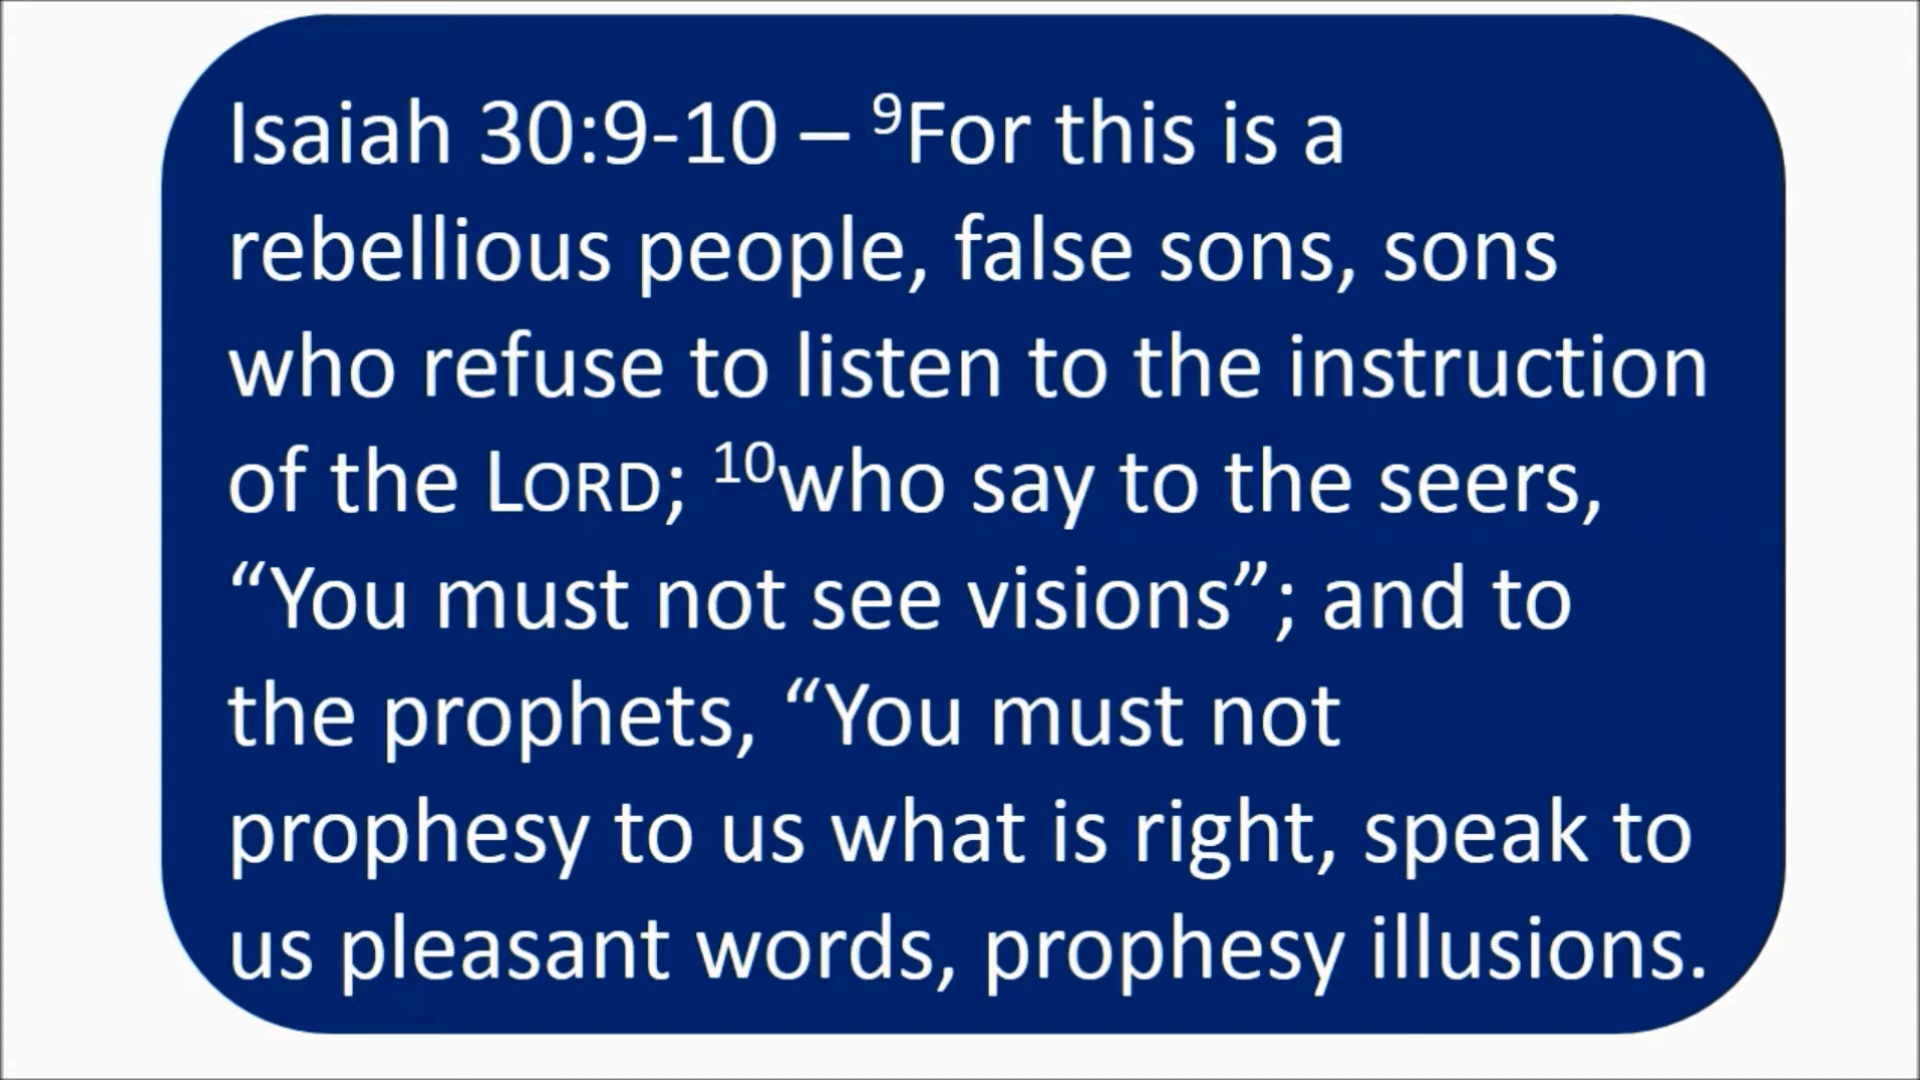 Isaiah 30:9-10 – ⁹For this is a
rebellious people, false sons, sons
who refuse to listen to the instruction
of the LORD; ¹⁰who say to the seers,
“You must not see visions”; and to
the prophets, “You must not
prophesy to us what is right, speak to
us pleasant words, prophesy illusions.